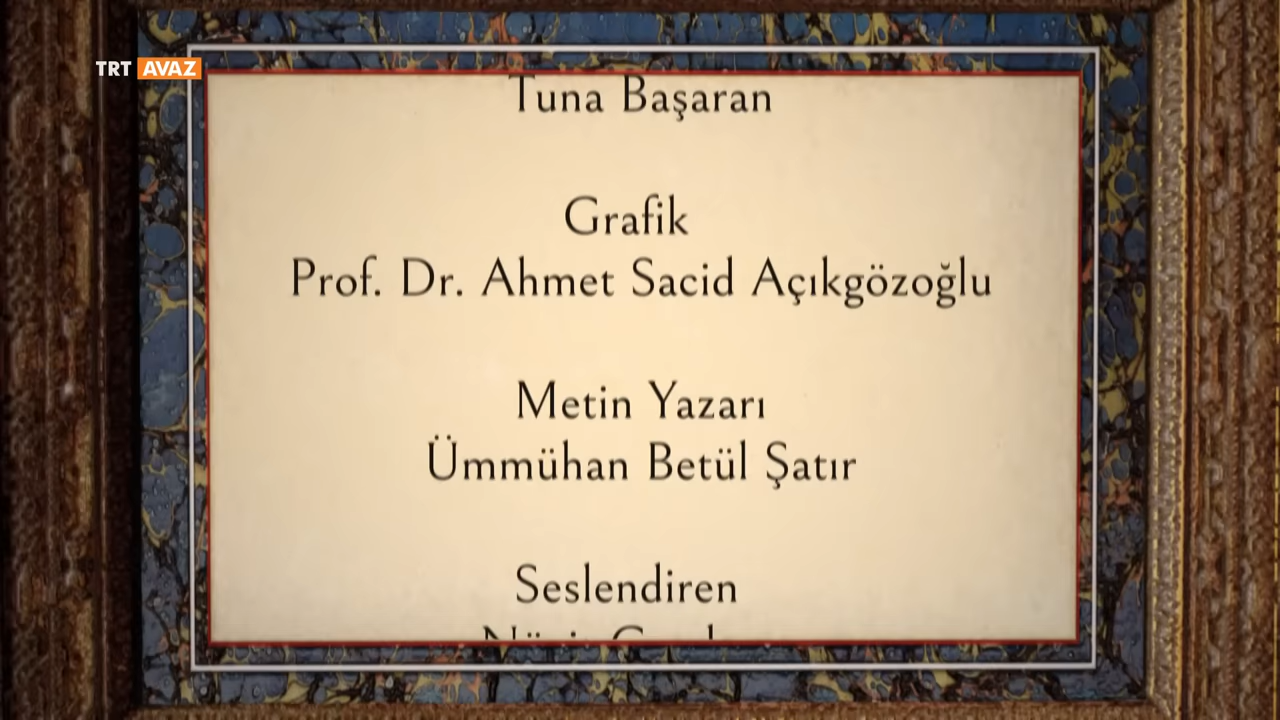 TRT AVAZ
Tuna Başaran
Grafik
Prof. Dr. Ahmet Sacid Açıkgözoğlu
Metin Yazarı
Ümmühan Betül Şatır
Seslendiren